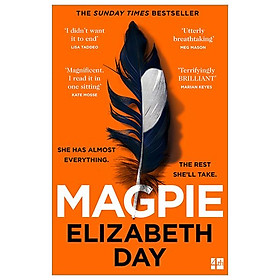 THE SUNDAY TIMES BESTSELLER
"I didn't want
it to end"
LISA TADDEO
"Utterly
breathtaking"
MEG MASON
"Magnificent.
I read it in
one sitting"
KATE MOSSE
"Terrifyingly
BRILLIANT"
MARIAN KEYES
SHE HAS ALMOST
EVERYTHING.
THE REST
SHE'LL TAKE.
MAGPIE
ELIZABETH
DAY
4th